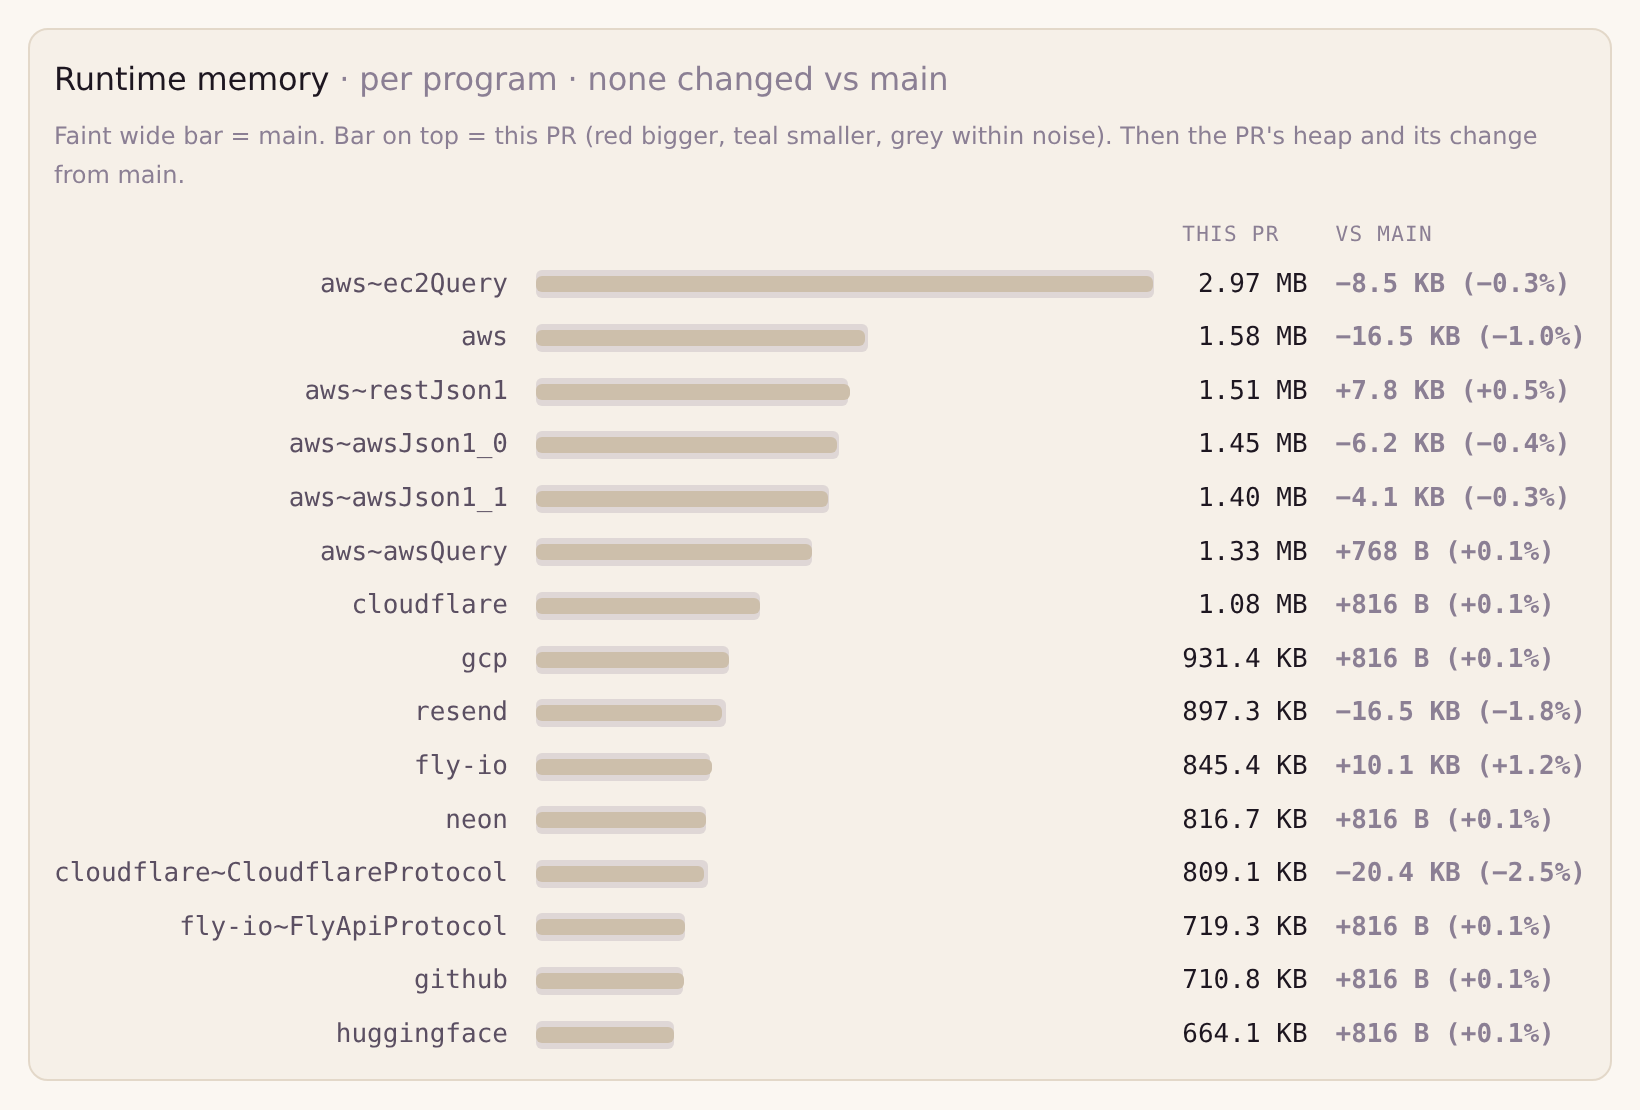 Runtime memory · per program · none changed vs main
Faint wide bar = main. Bar on top = this PR (red bigger, teal smaller, grey within noise). Then the PR's heap and its change
from main.
THIS PR VS MAIN
aws~ec2Query 2.97 MB −8.5 KB (−0.3%)
aws 1.58 MB −16.5 KB (−1.0%)
aws~restJson1 1.51 MB +7.8 KB (+0.5%)
aws~awsJson1_0 1.45 MB −6.2 KB (−0.4%)
aws~awsJson1_1 1.40 MB −4.1 KB (−0.3%)
aws~awsQuery 1.33 MB +768 B (+0.1%)
cloudflare 1.08 MB +816 B (+0.1%)
gcp 931.4 KB +816 B (+0.1%)
resend 897.3 KB −16.5 KB (−1.8%)
fly-io 845.4 KB +10.1 KB (+1.2%)
neon 816.7 KB +816 B (+0.1%)
cloudflare~CloudflareProtocol 809.1 KB −20.4 KB (−2.5%)
fly-io~FlyApiProtocol 719.3 KB +816 B (+0.1%)
github 710.8 KB +816 B (+0.1%)
huggingface 664.1 KB +816 B (+0.1%)